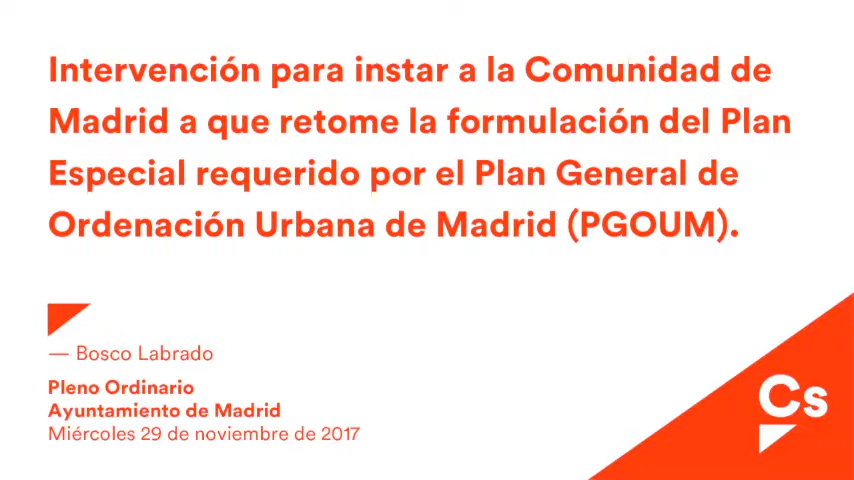 Intervención para instar a la Comunidad de
Madrid a que retome la formulación del Plan
Especial requerido por el Plan General de
Ordenación Urbana de Madrid (PGOUM).
— Bosco Labrado
Pleno Ordinario
Ayuntamiento de Madrid
Miércoles 29 de noviembre de 2017
Cs